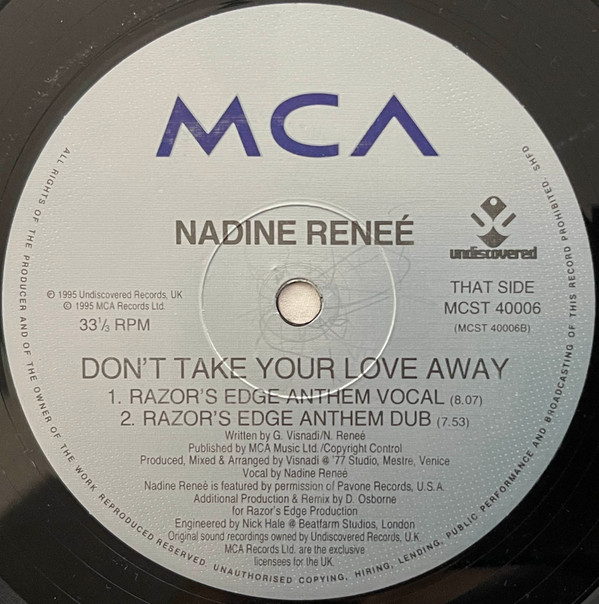 MCA
NADINE RENEÉ
undiscovered
THAT SIDE
MCST 40006
(MCST 40006B)
℗ 1995 Undiscovered Records, UK
© 1995 MCA Records Ltd.
33⅓ RPM
DON'T TAKE YOUR LOVE AWAY
1. RAZOR'S EDGE ANTHEM VOCAL (8.07)
2. RAZOR'S EDGE ANTHEM DUB (7.53)
Written by G. Visnadi/N. Reneé
Published by MCA Music Ltd./Copyright Control
Produced, Mixed & Arranged by Visnadi @ '77 Studio, Mestre, Venice
Vocal by Nadine Reneé
Nadine Reneé is featured by permission of Pavone Records, U.S.A.
Additional Production & Remix by D. Osborne
for Razor's Edge Production
Engineered by Nick Hale @ Beatfarm Studios, London
Original sound recordings owned by Undiscovered Records, U.K.
MCA Records Ltd. are the exclusive
licensees for the UK.
ALL RIGHTS OF THE PRODUCER AND OF THE OWNER OF THE WORK REPRODUCED RESERVED. UNAUTHORISED COPYING, HIRING, LENDING, PUBLIC PERFORMANCE AND BROADCASTING OF THIS RECORD PROHIBITED. SHED